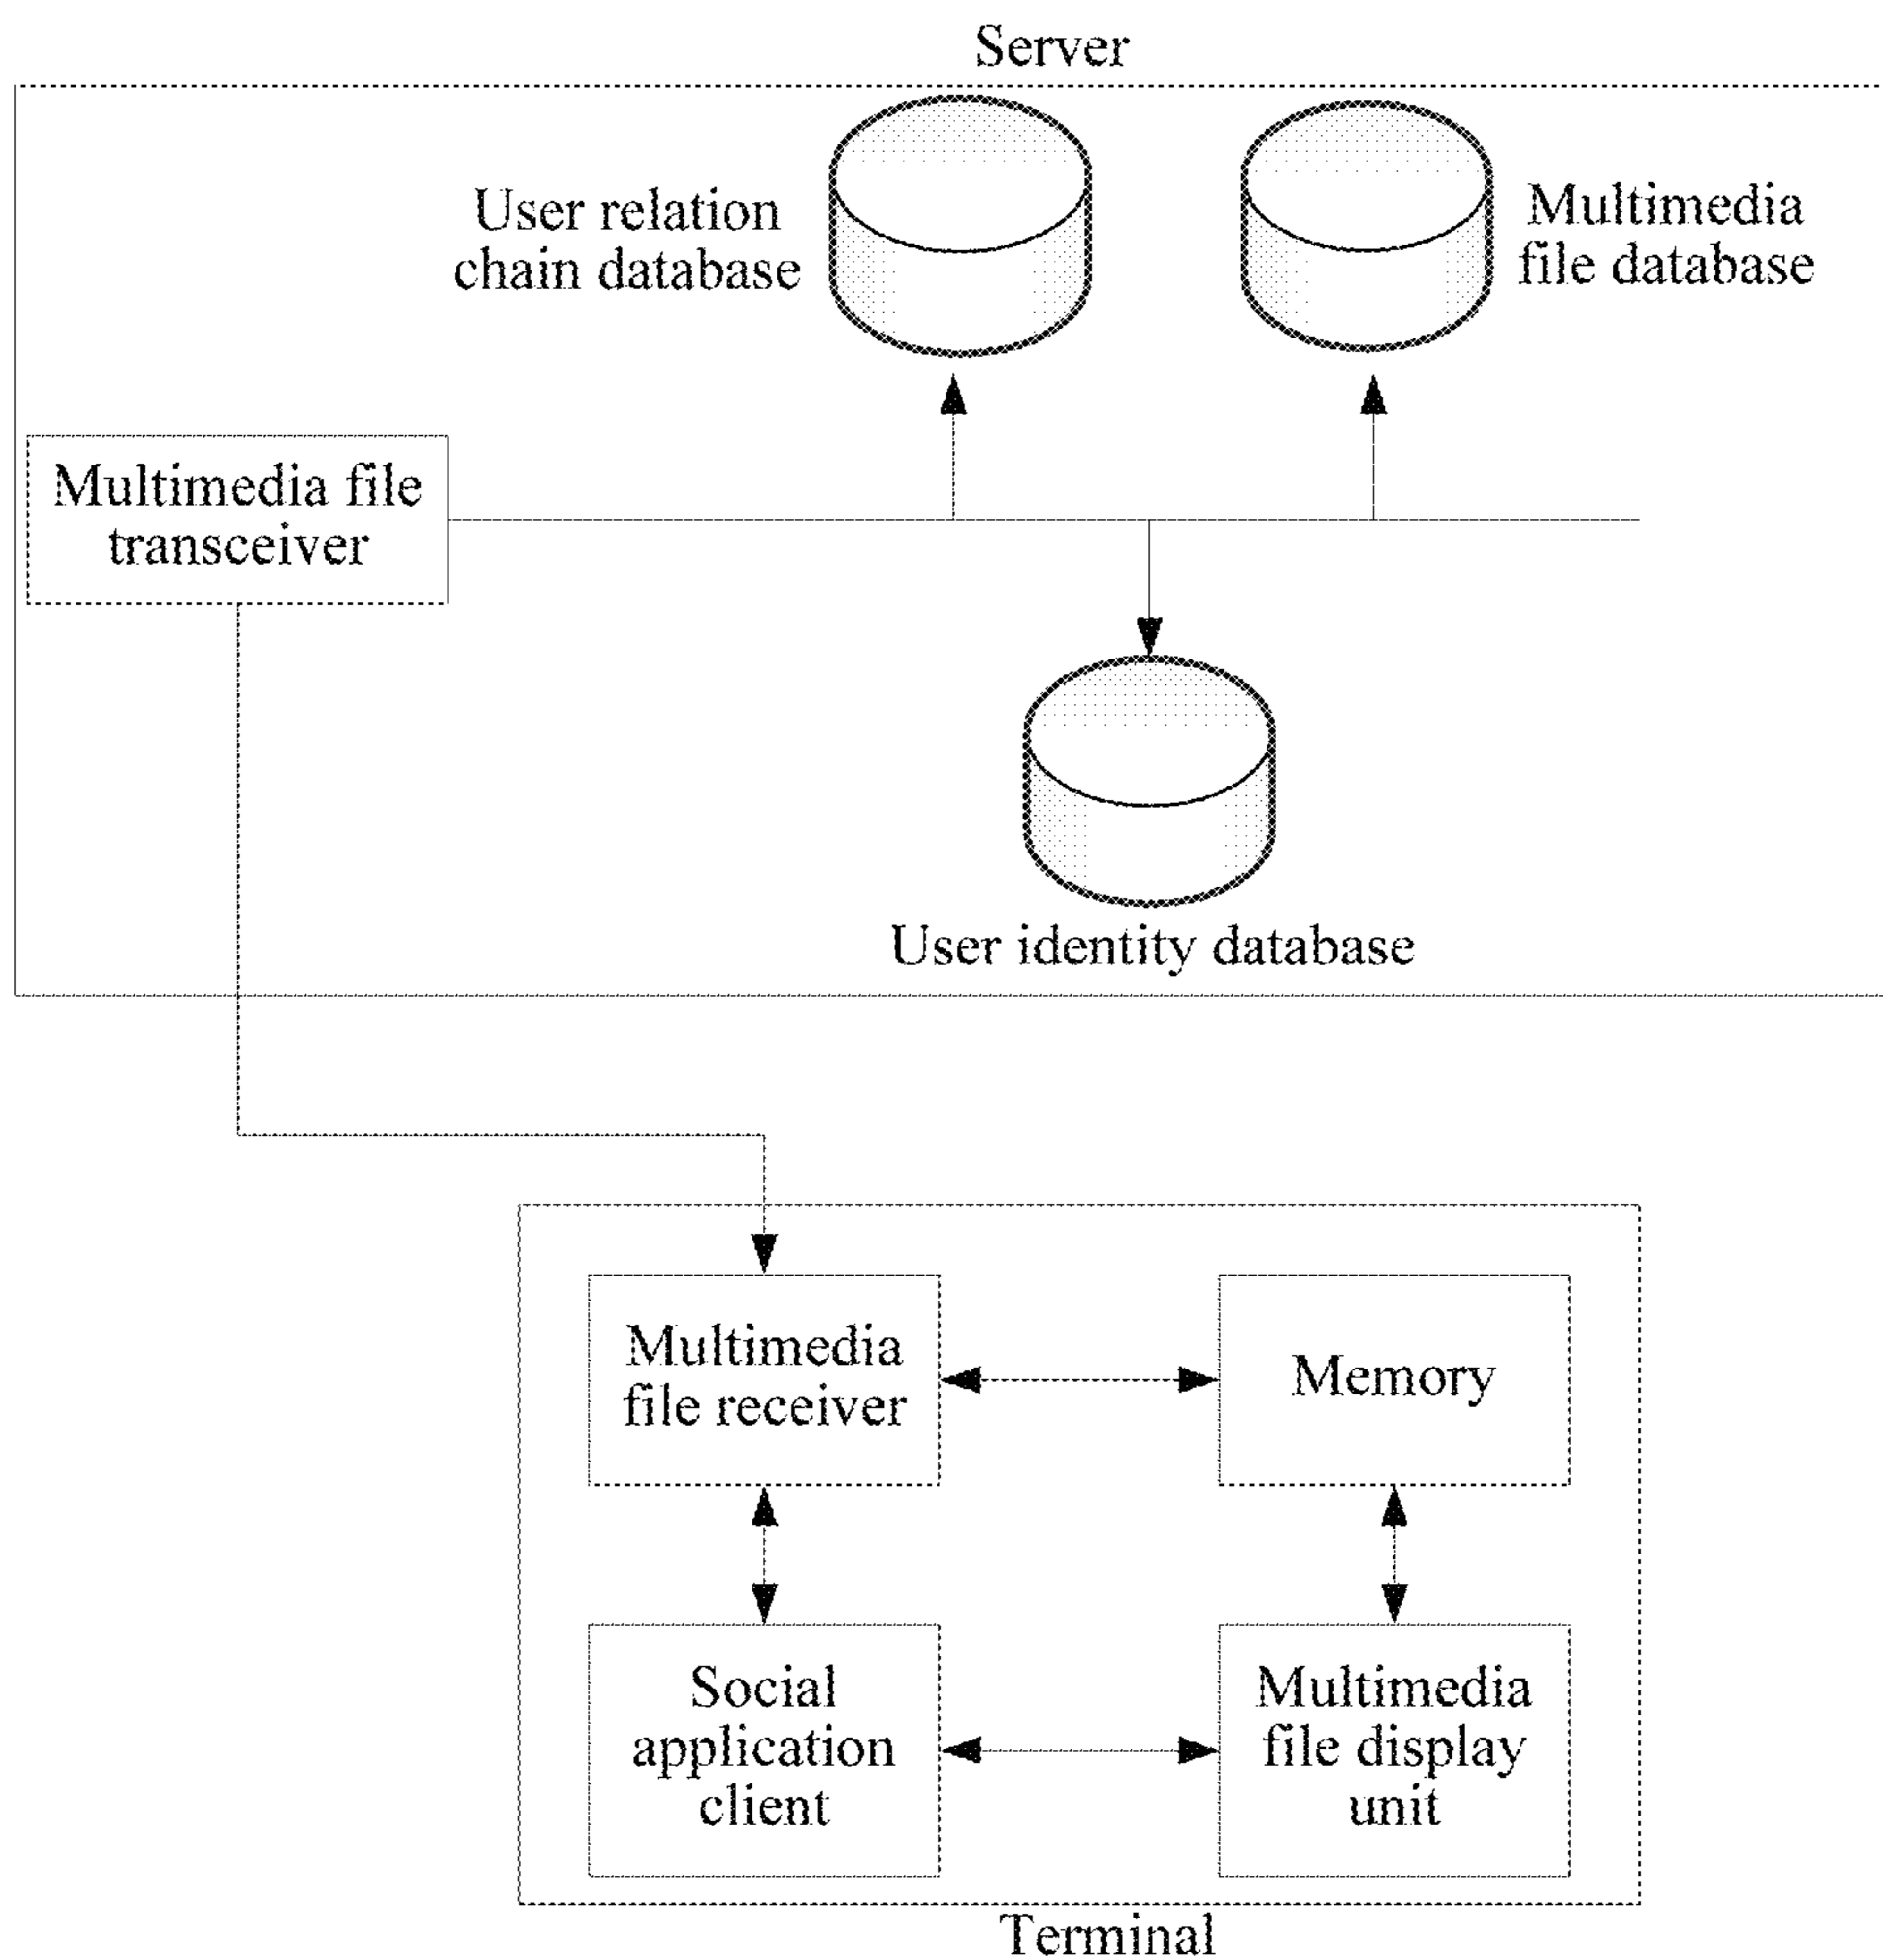 Server
User relation
chain database
Multimedia
file database
Multimedia file
transceiver
User identity database
Multimedia
file receiver
Memory
Social
application
client
Multimedia
file display
unit
Terminal